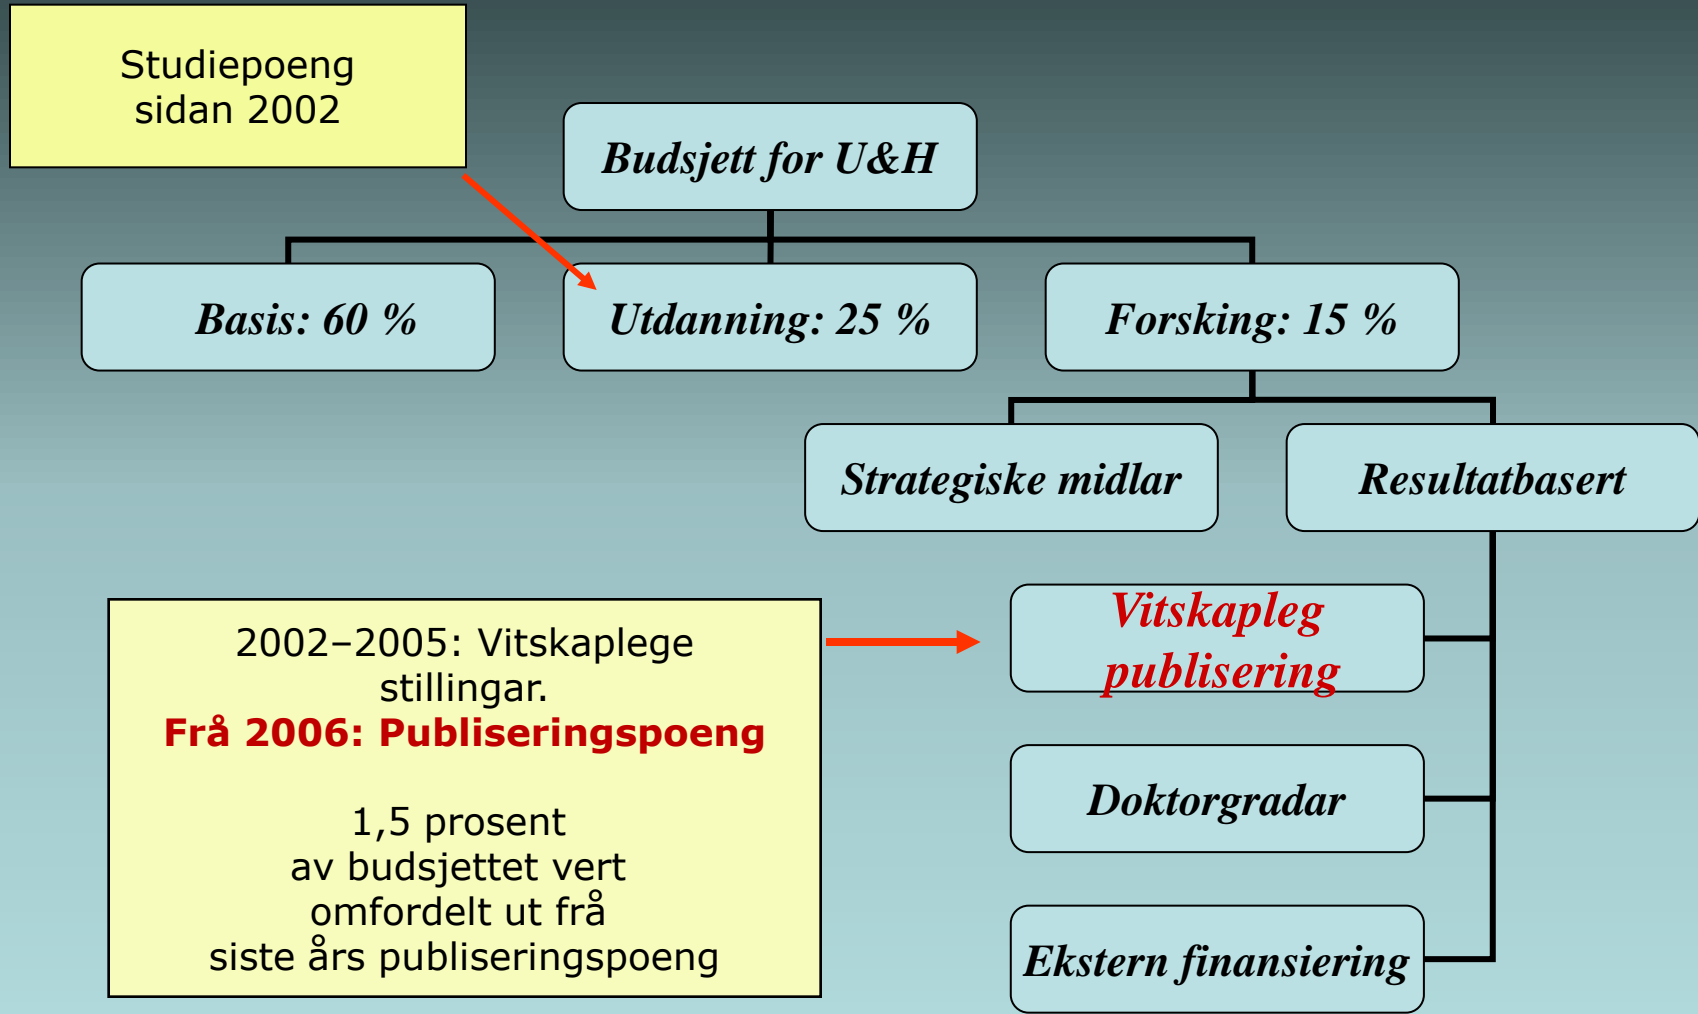 Studiepoeng
sidan 2002
Budsjett for U&H
Basis: 60 %
Utdanning: 25 %
Forsking: 15 %
Strategiske midlar
Resultatbasert
2002–2005: Vitskaplege
stillingar.
Frå 2006: Publiseringspoeng
1,5 prosent
av budsjettet vert
omfordelt ut frå
siste års publiseringspoeng
Vitskapleg
publisering
Doktorgradar
Ekstern finansiering